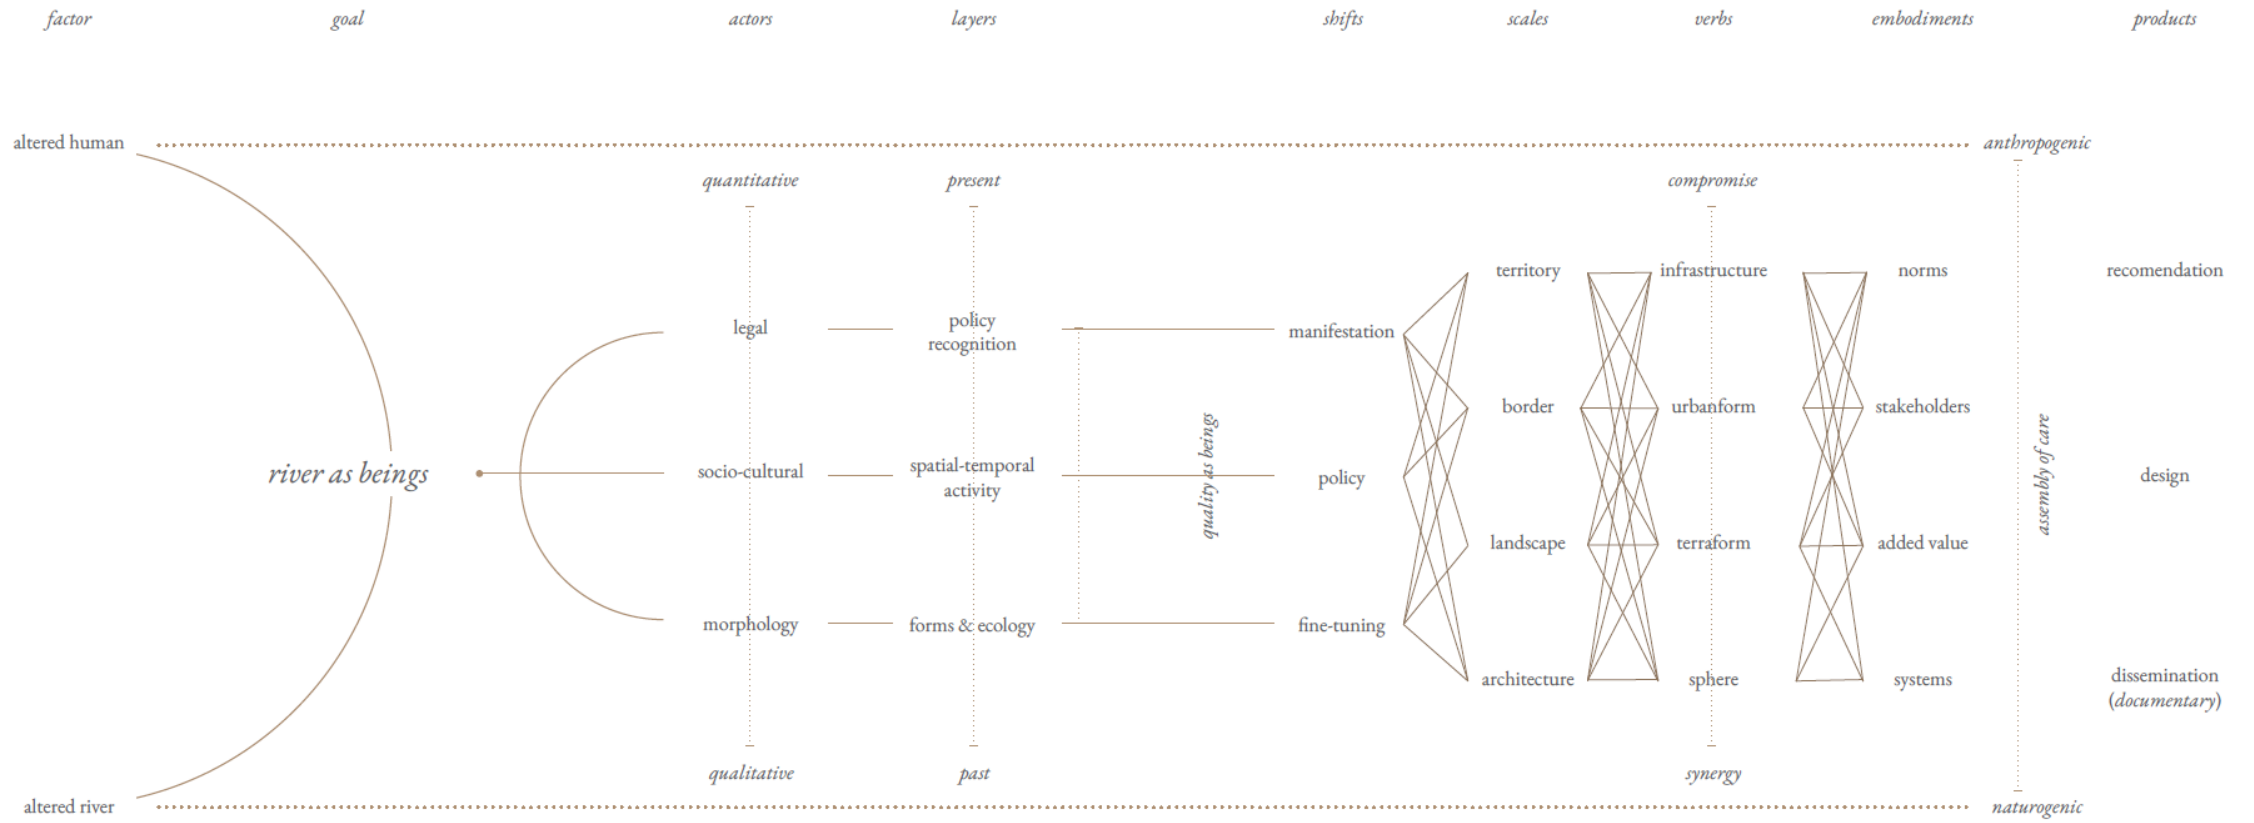 factor
goal
actors
layers
shifts
scales
verbs
embodiments
products
altered human
anthropogenic
quantitative
present
compromise
territory
infrastructure
norms
recomendation
legal
policy
recognition
manifestation
border
urbanform
stakeholders
river as beings
socio-cultural
spatial-temporal
activity
quality as beings
policy
assembly of care
design
landscape
terraform
added value
morphology
forms & ecology
fine-tuning
architecture
sphere
systems
dissemination
(documentary)
qualitative
past
synergy
altered river
naturogenic